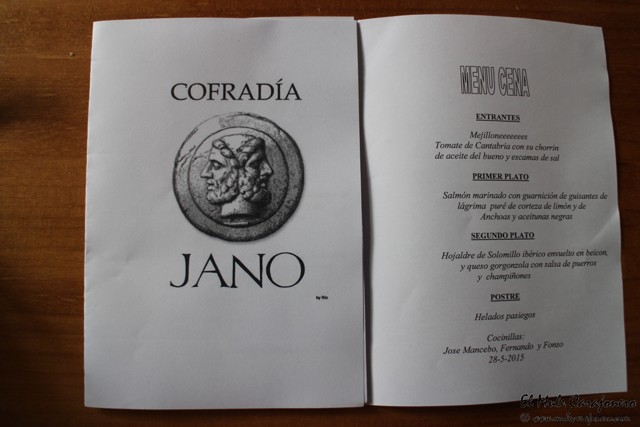 COFRADÍA
JANO
MENU CENA
ENTRANTES
Mejilloneeeeeees
Tomate de Cantabria con su chorrin
de aceite del bueno y escamas de sal
PRIMER PLATO
Salmón marinado con guarnición de guisantes de
lágrima puré de corteza de limón y de
Anchoas y aceitunas negras
SEGUNDO PLATO
Hojaldre de Solomillo ibérico envuelto en beicon,
y queso gorgonzola con salsa de puerros
y champiñones
POSTRE
Helados pasiegos
Cocinillas:
Jose Mancebo, Fernando y Fonso
28-5-2015